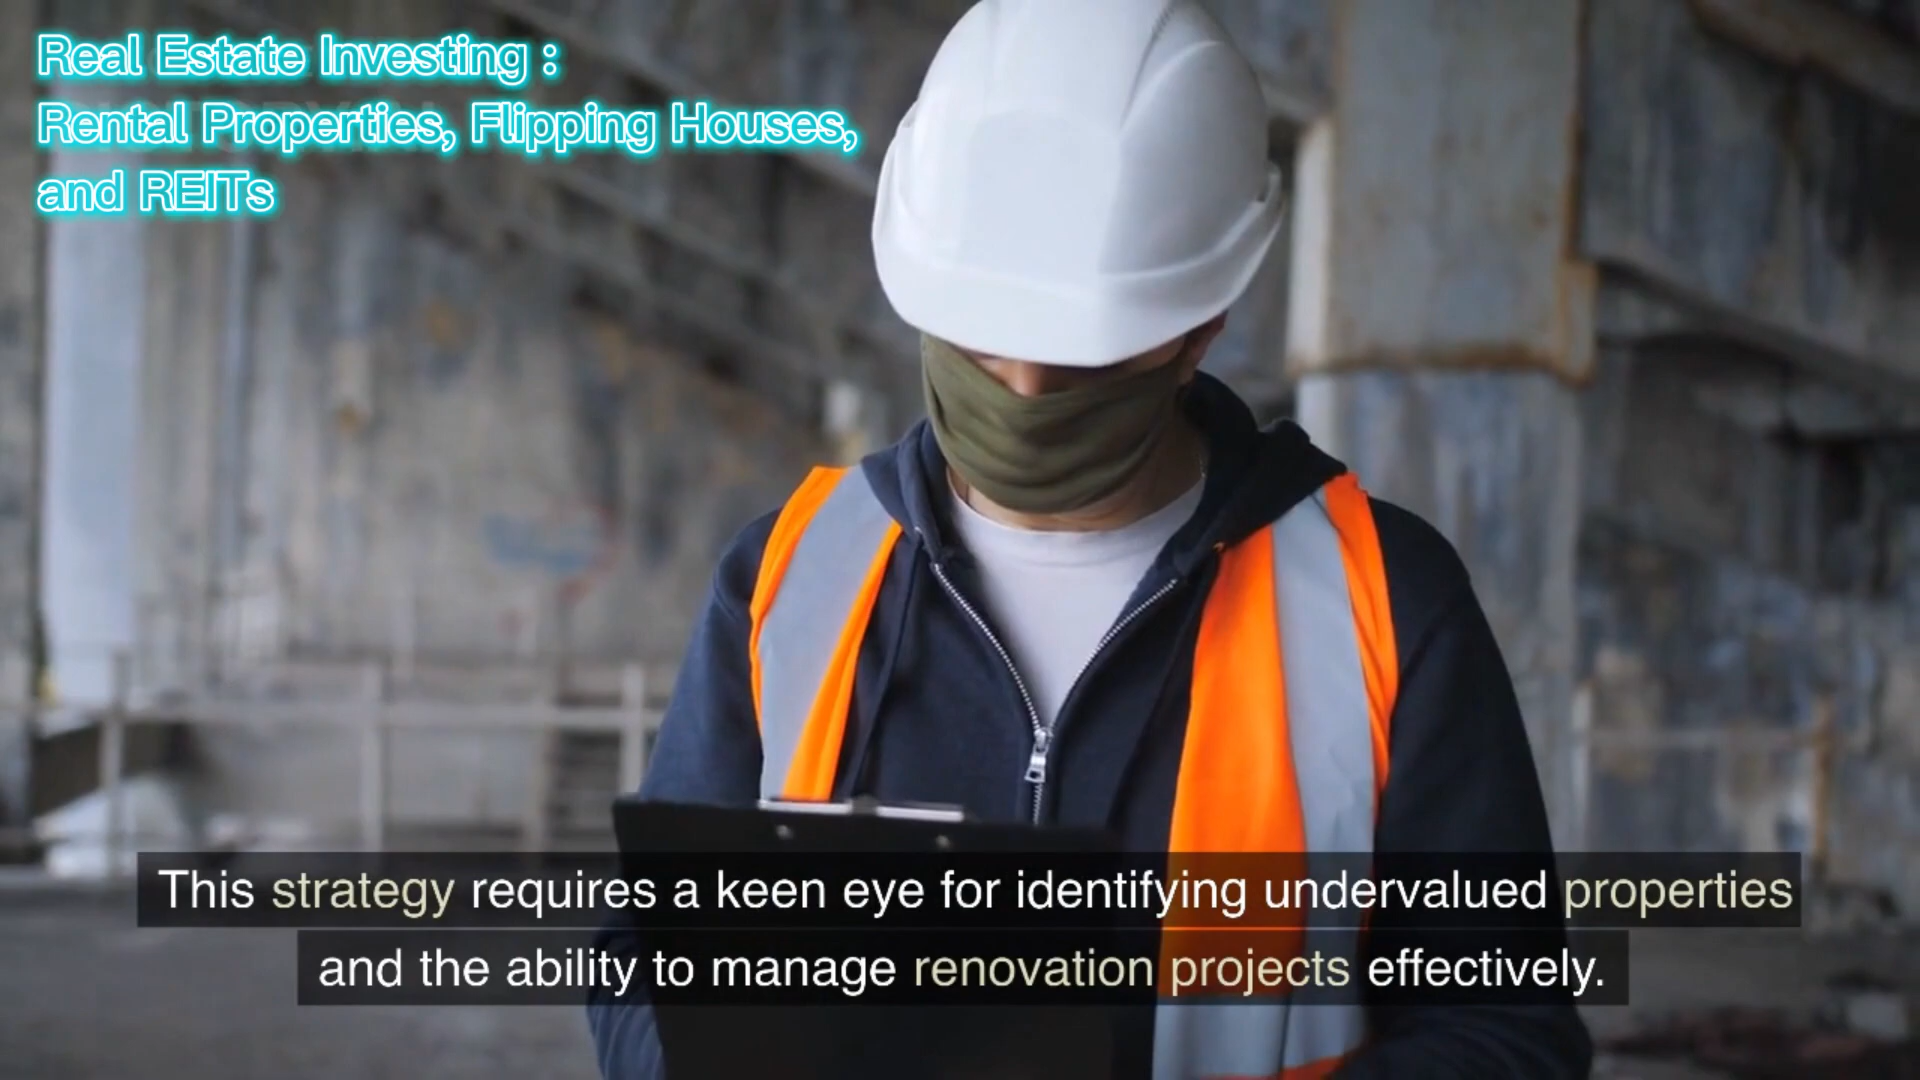 Real Estate Investing :
Rental Properties, Flipping Houses,
and REITs
This strategy requires a keen eye for identifying undervalued properties
and the ability to manage renovation projects effectively.